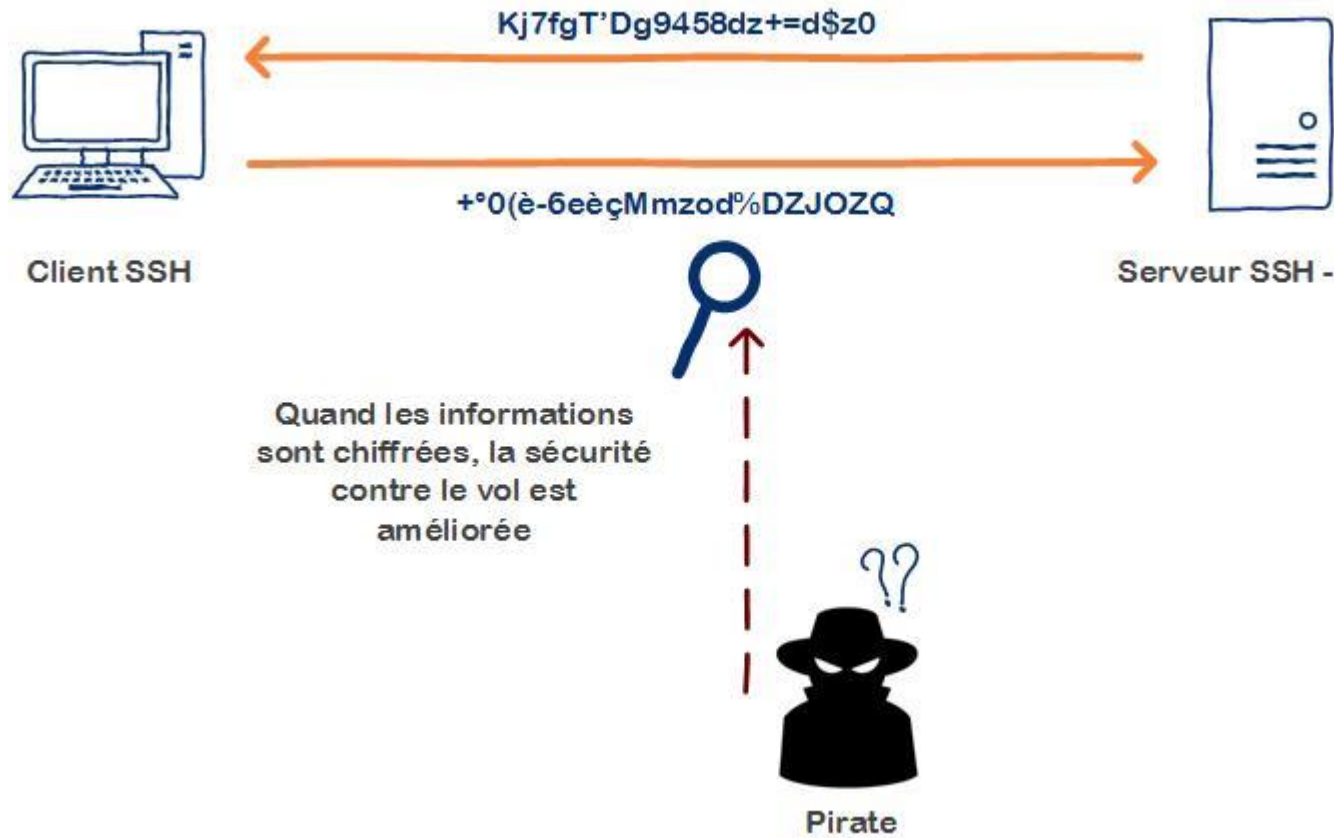 Kj7fgT’Dg9458dz+=d$z0
+°0(è-6eèçMmzod%DZJOZQ
Client SSH
Serveur SSH -
Quand les informations
sont chiffrées, la sécurité
contre le vol est
améliorée
??
Pirate